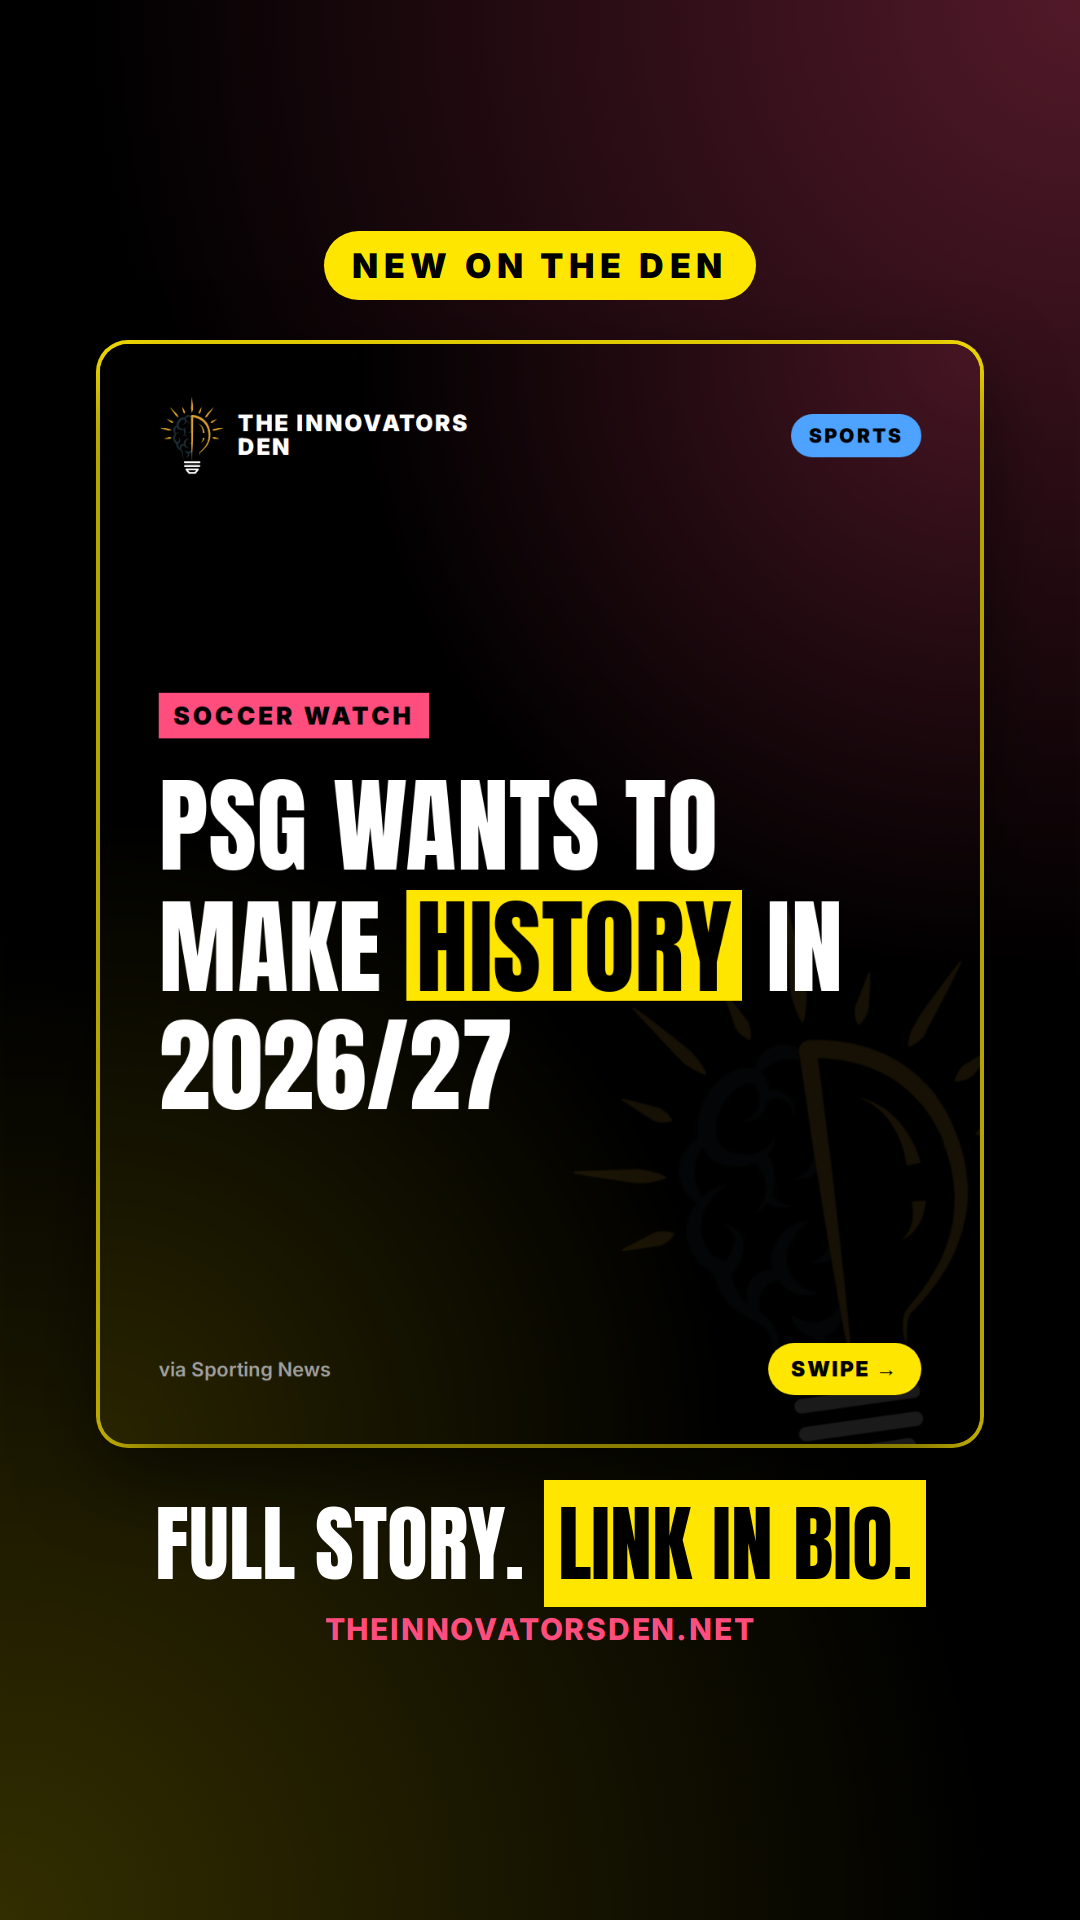 NEW ON THE DEN
THE INNOVATORS
DEN
SPORTS
SOCCER WATCH
PSG WANTS TO
MAKE HISTORY IN
2026/27
via Sporting News
SWIPE →
FULL STORY. LINK IN BIO.
THEINNOVATORSDEN.NET